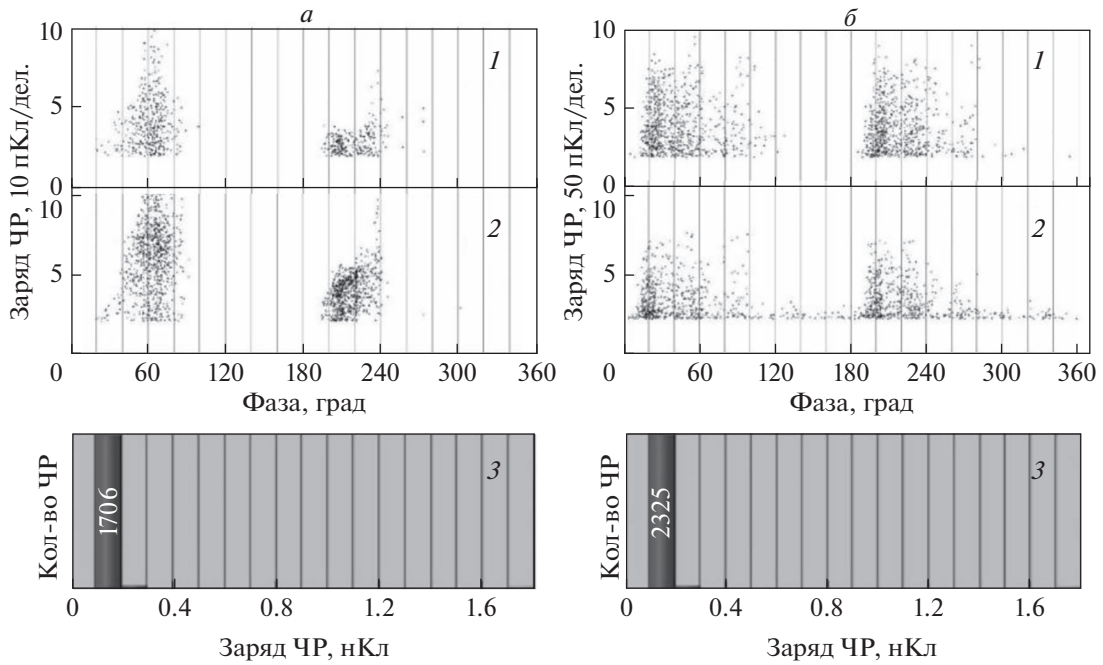 а
10
5
0
1
10
5
2
Заряд ЧР, 10 пКл/дел.
0 60 120 180 240 300 360
Фаза, град
Кол-во ЧР
1706
3
0 0.4 0.8 1.2 1.6
Заряд ЧР, нКл
б
10
5
0
1
10
5
2
Заряд ЧР, 50 пКл/дел.
0 60 120 180 240 300 360
Фаза, град
Кол-во ЧР
2325
3
0 0.4 0.8 1.2 1.6
Заряд ЧР, нКл